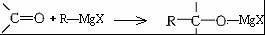 C=O + R—MgX ⟶ R—C—O—MgX